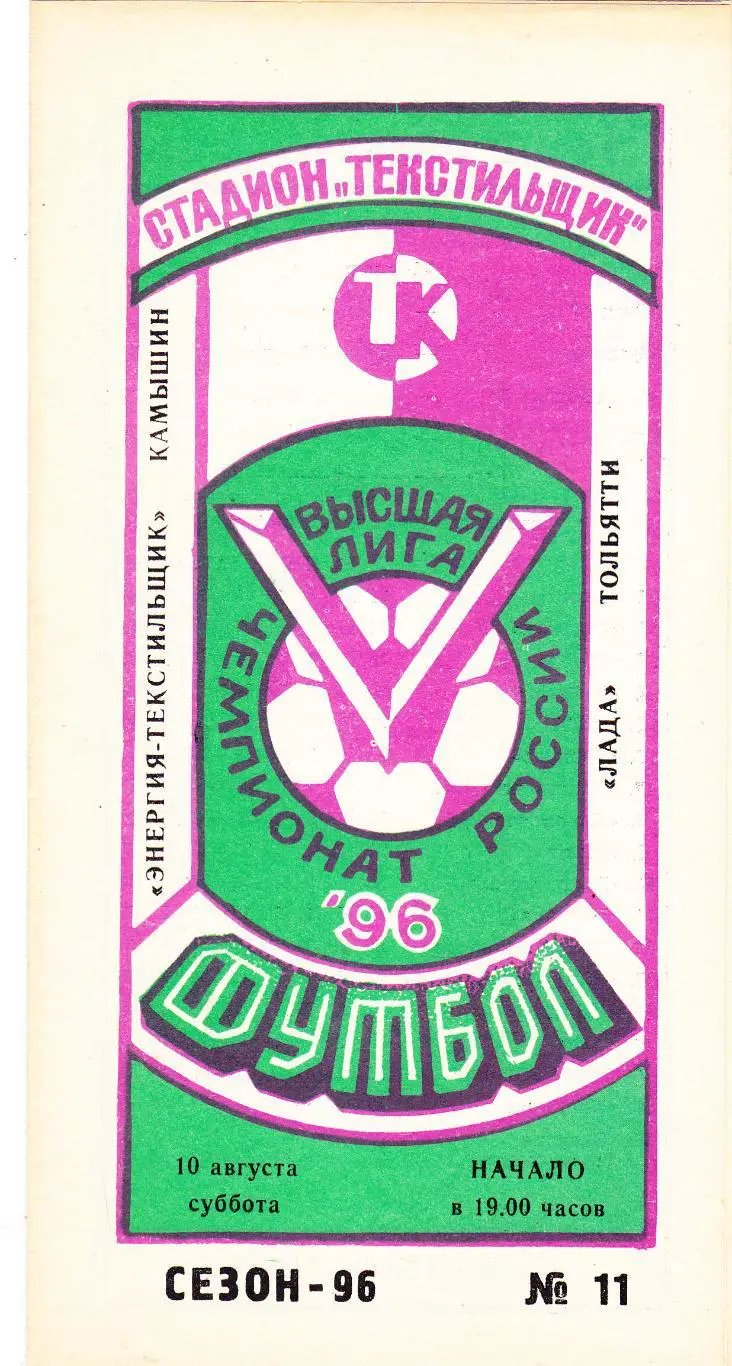 СТАДИОН „ТЕКСТИЛЬЩИК"
ТК
«ЭНЕРГИЯ-ТЕКСТИЛЬЩИК» КАМЫШИН
«ЛАДА» ТОЛЬЯТТИ
ВЫСШАЯ
ЛИГА
ЧЕМПИОНАТ РОССИИ
'96
ФУТБОЛ
10 августа
суббота
НАЧАЛО
в 19.00 часов
СЕЗОН-96 № 11